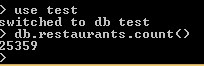 > use test
switched to db test
> db.restaurants.count()
25359
>